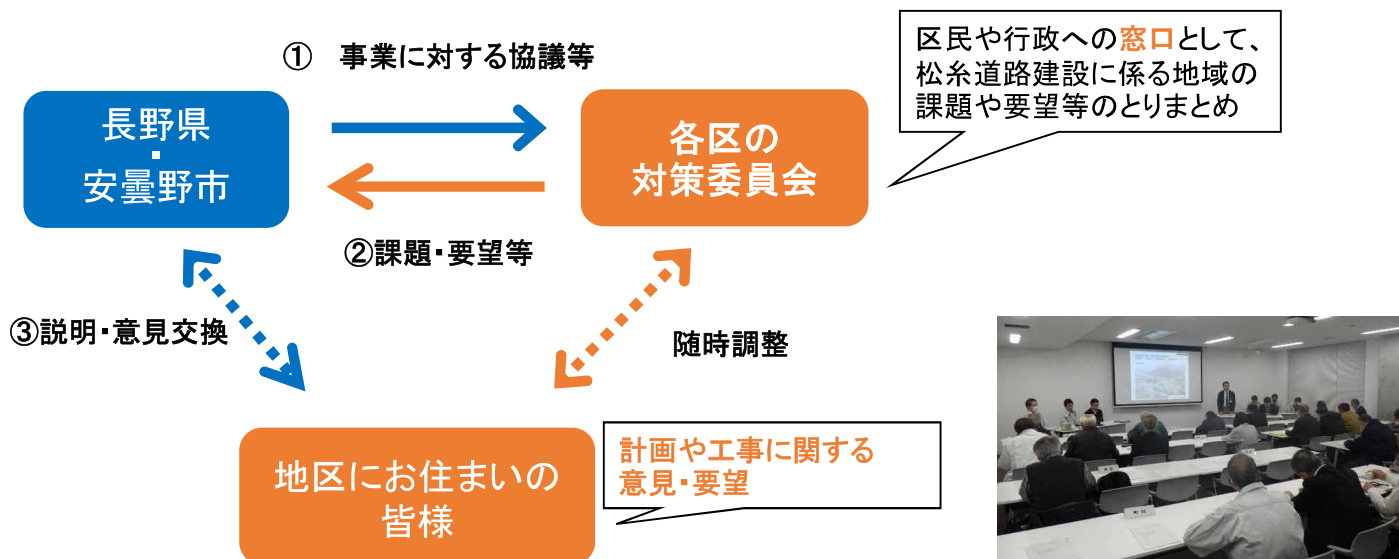 ① 事業に対する協議等
長野県
・
安曇野市
各区の
対策委員会
区民や行政への窓口として、
松糸道路建設に係る地域の
課題や要望等のとりまとめ
②課題・要望等
③説明・意見交換
随時調整
地区にお住まいの
皆様
計画や工事に関する
意見・要望